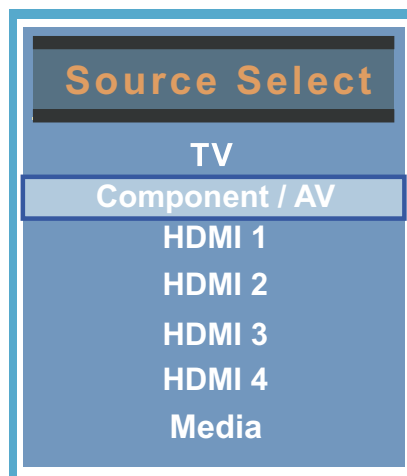 Source Select
TV
Component / AV
HDMI 1
HDMI 2
HDMI 3
HDMI 4
Media